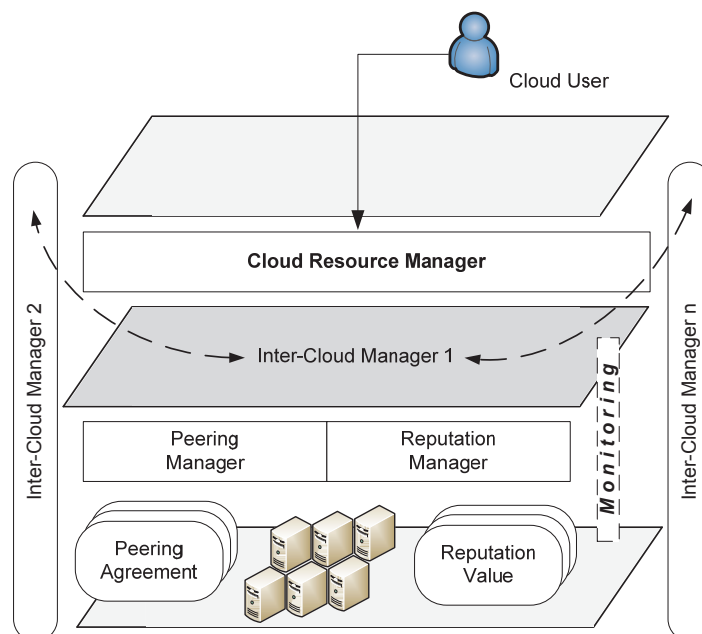 Cloud User
Cloud Resource Manager
Inter-Cloud Manager 2
Inter-Cloud Manager 1
Inter-Cloud Manager n
Monitoring
Peering
Manager
Reputation
Manager
Peering
Agreement
Reputation
Value